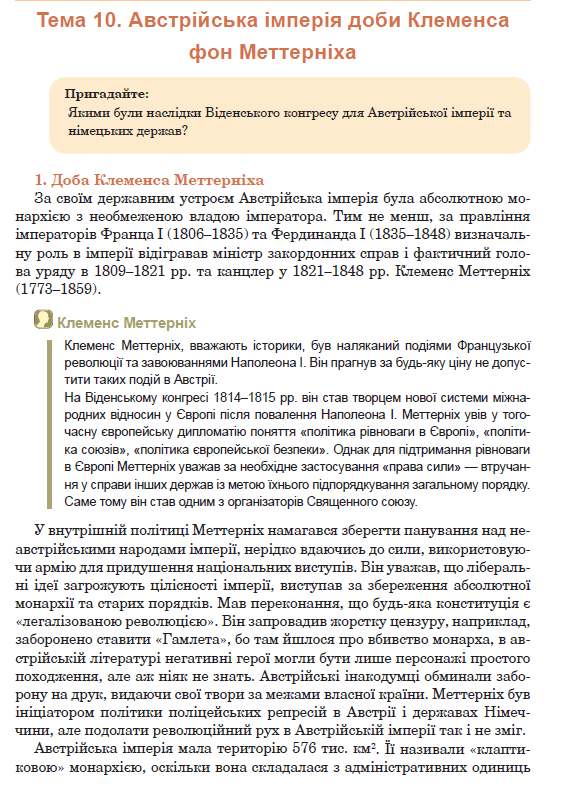 Тема 10. Австрійська імперія доби Клеменса
фон Меттерніха
Пригадайте:
Якими були наслідки Віденського конгресу для Австрійської імперії та
німецьких держав?
1. Доба Клеменса Меттерніха
За своїм державним устроєм Австрійська імперія була абсолютною мо-
нархією з необмеженою владою імператора. Тим не менш, за правління
імператорів Франца I (1806–1835) та Фердинанда I (1835–1848) визначаль-
ну роль в імперії відігравав міністр закордонних справ і фактичний голо-
ва уряду в 1809–1821 рр. та канцлер у 1821–1848 рр. Клеменс Меттерніх
(1773–1859).
Клеменс Меттерніх
Клеменс Меттерніх, вважають історики, був наляканий подіями Французької
революції та завоюваннями Наполеона I. Він прагнув за будь-яку ціну не допус-
тити таких подій в Австрії.
На Віденському конгресі 1814–1815 рр. він став творцем нової системи міжна-
родних відносин у Європі після повалення Наполеона I. Меттерніх увів у того-
часну європейську дипломатію поняття «політика рівноваги в Європі», «політи-
ка союзів», «політика європейської безпеки». Однак для підтримання рівноваги
в Європі Меттерніх уважав за необхідне застосування «права сили» — втручан-
ня у справи інших держав із метою їхнього підпорядкування загальному порядку.
Саме тому він став одним з організаторів Священного союзу.
У внутрішній політиці Меттерніх намагався зберегти панування над не-
австрійськими народами імперії, нерідко вдаючись до сили, використовую-
чи армію для придушення національних виступів. Він уважав, що ліберальь-
ні ідеї загрожують цілісності імперії, виступав за збереження абсолютної
монархії та старих порядків. Мав переконання, що будь-яка конституція є
«легалізованою революцією». Він запровадив жорстку цензуру, наприклад,
заборонено ставити «Гамлета», бо там йшлося про вбивство монарха, в ав-
стрійській літературі негативні герої могли бути лише персонажі простого
походження, але аж ніяк не знать. Австрійські інакодумці обминали забо-
рону на друк, видаючи свої твори за межами власної країни. Меттерніх був
ініціатором політики поліцейських репресій в Австрії і державах Німеч-
чини, але подолати революційний рух в Австрійській імперії так і не зміг.
Австрійська імперія мала територію 576 тис. км². Її називали «клапти-
ковою» монархією, оскільки вона складалася з адміністративних одиниць